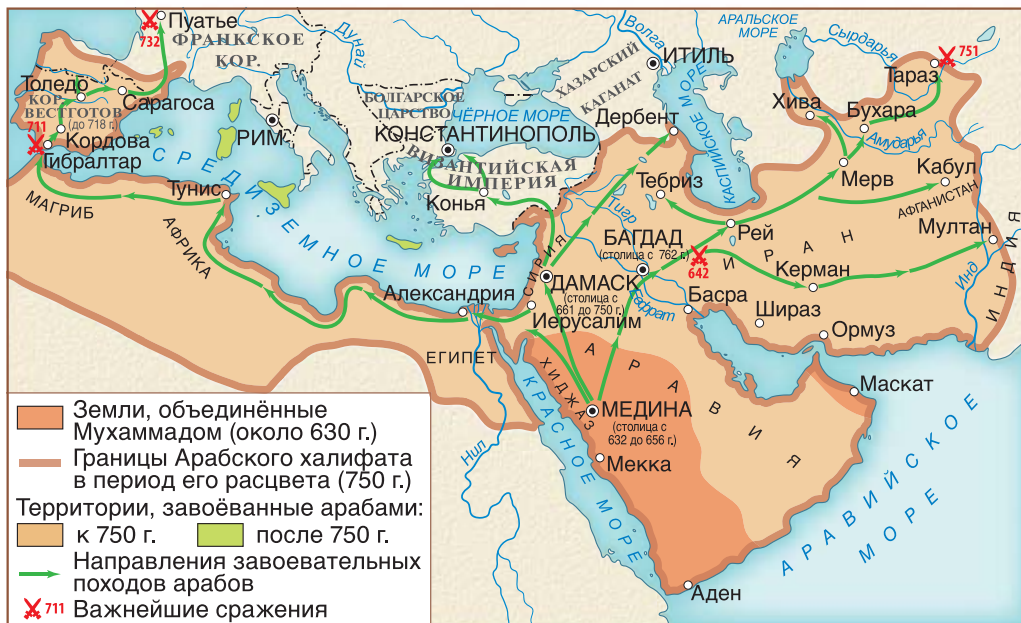 Пуатье
732
ФРАНКСКОЕ
КОР.
Дунай
Волга
ИТИЛЬ
АРАЛЬСКОЕ
МОРЕ
Сырдарья
751
Тараз
Толедо
КОР.
ВЕСТГОТОВ
(до 718 г.)
Сарагоса
711
Кордова
Гибралтар
РИМ
БОЛГАРСКОЕ
ЦАРСТВО
ЧЁРНОЕ МОРЕ
КОНСТАНТИНОПОЛЬ
ВИЗАНТИЙСКАЯ
ИМПЕРИЯ
Конья
ХАЗАРСКИЙ
КАГАНАТ
Дербент
КАСПИЙСКОЕ МОРЕ
Хива
Бухара
Амударья
Мерв
Кабул
АФГАНИСТАН
Мултан
ИНДИЯ
Инд
Тунис
МАГРИБ
АФРИКА
СРЕДИЗЕМНОЕ МОРЕ
Тебриз
Тигр
Рей
БАГДАД
(столица с 762 г.)
642
ИРАН
Керман
СИРИЯ
ДАМАСК
(столица с
661 до 750 г.)
Евфрат
Басра
Шираз
Ормуз
Александрия
Иерусалим
ЕГИПЕТ
Нил
ХИДЖАЗ
КРАСНОЕ МОРЕ
АРАВИЯ
МЕДИНА
(столица с
632 до 656 г.)
Мекка
Маскат
Аден
АРАВИЙСКОЕ
МОРЕ
Земли, объединённые
Мухаммадом (около 630 г.)
Границы Арабского халифата
в период его расцвета (750 г.)
Территории, завоёванные арабами:
к 750 г.
после 750 г.
Направления завоевательных
походов арабов
711 Важнейшие сражения